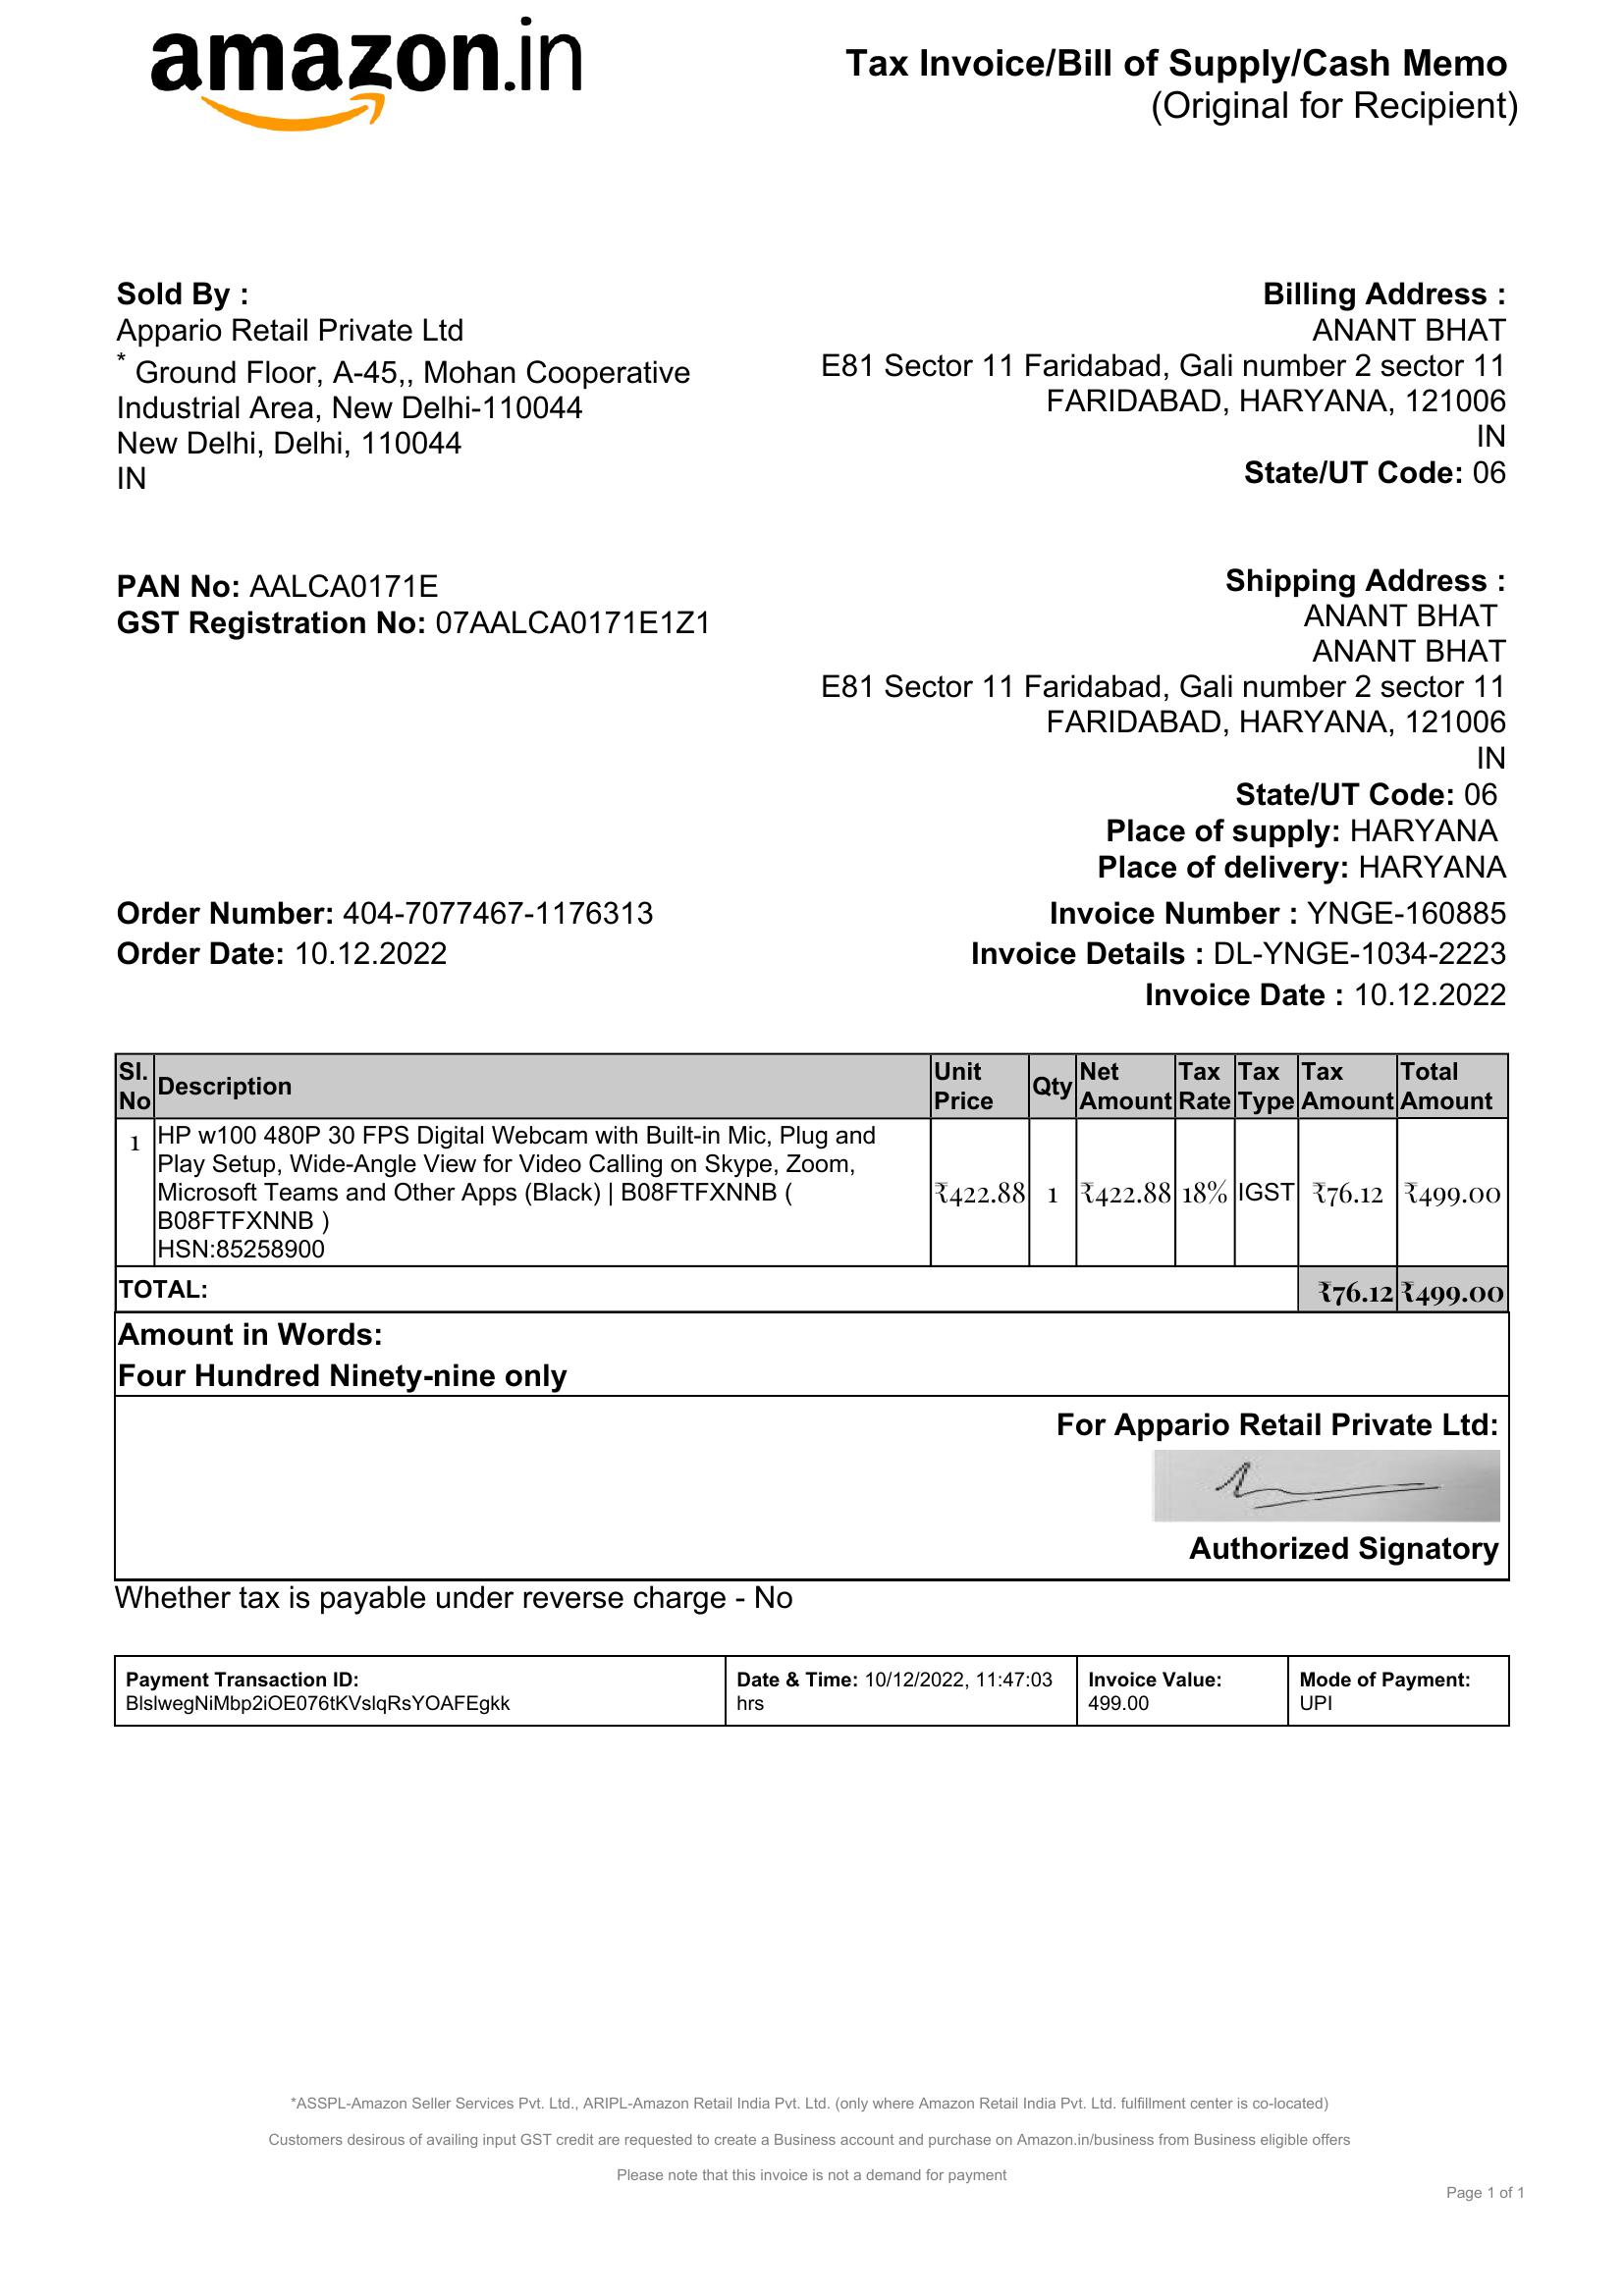 amazon.in
Tax Invoice/Bill of Supply/Cash Memo
(Original for Recipient)
Sold By :
Appario Retail Private Ltd
* Ground Floor, A-45,, Mohan Cooperative
Industrial Area, New Delhi-110044
New Delhi, Delhi, 110044
IN
Billing Address :
ANANT BHAT
E81 Sector 11 Faridabad, Gali number 2 sector 11
FARIDABAD, HARYANA, 121006
IN
State/UT Code: 06
PAN No: AALCA0171E
GST Registration No: 07AALCA0171E1Z1
Shipping Address :
ANANT BHAT
ANANT BHAT
E81 Sector 11 Faridabad, Gali number 2 sector 11
FARIDABAD, HARYANA, 121006
IN
State/UT Code: 06
Place of supply: HARYANA
Place of delivery: HARYANA
Order Number: 404-7077467-1176313
Order Date: 10.12.2022
Invoice Number : YNGE-160885
Invoice Details : DL-YNGE-1034-2223
Invoice Date : 10.12.2022
Sl. No Description Unit Price Qty Net Amount Tax Rate Tax Type Tax Amount Total Amount
1 HP w100 480P 30 FPS Digital Webcam with Built-in Mic, Plug and
Play Setup, Wide-Angle View for Video Calling on Skype, Zoom,
Microsoft Teams and Other Apps (Black) | B08FTFXNNB (
B08FTFXNNB )
HSN:85258900
₹422.88 1 ₹422.88 18% IGST ₹76.12 ₹499.00
TOTAL: ₹76.12 ₹499.00
Amount in Words:
Four Hundred Ninety-nine only
For Appario Retail Private Ltd:
Authorized Signatory
Whether tax is payable under reverse charge - No
Payment Transaction ID:
BlslwegNiMbp2iOE076tKVslqRsYOAFEgkk
Date & Time: 10/12/2022, 11:47:03
hrs
Invoice Value:
499.00
Mode of Payment:
UPI
*ASSPL-Amazon Seller Services Pvt. Ltd., ARIPL-Amazon Retail India Pvt. Ltd. (only where Amazon Retail India Pvt. Ltd. fulfillment center is co-located)
Customers desirous of availing input GST credit are requested to create a Business account and purchase on Amazon.in/business from Business eligible offers
Please note that this invoice is not a demand for payment
Page 1 of 1